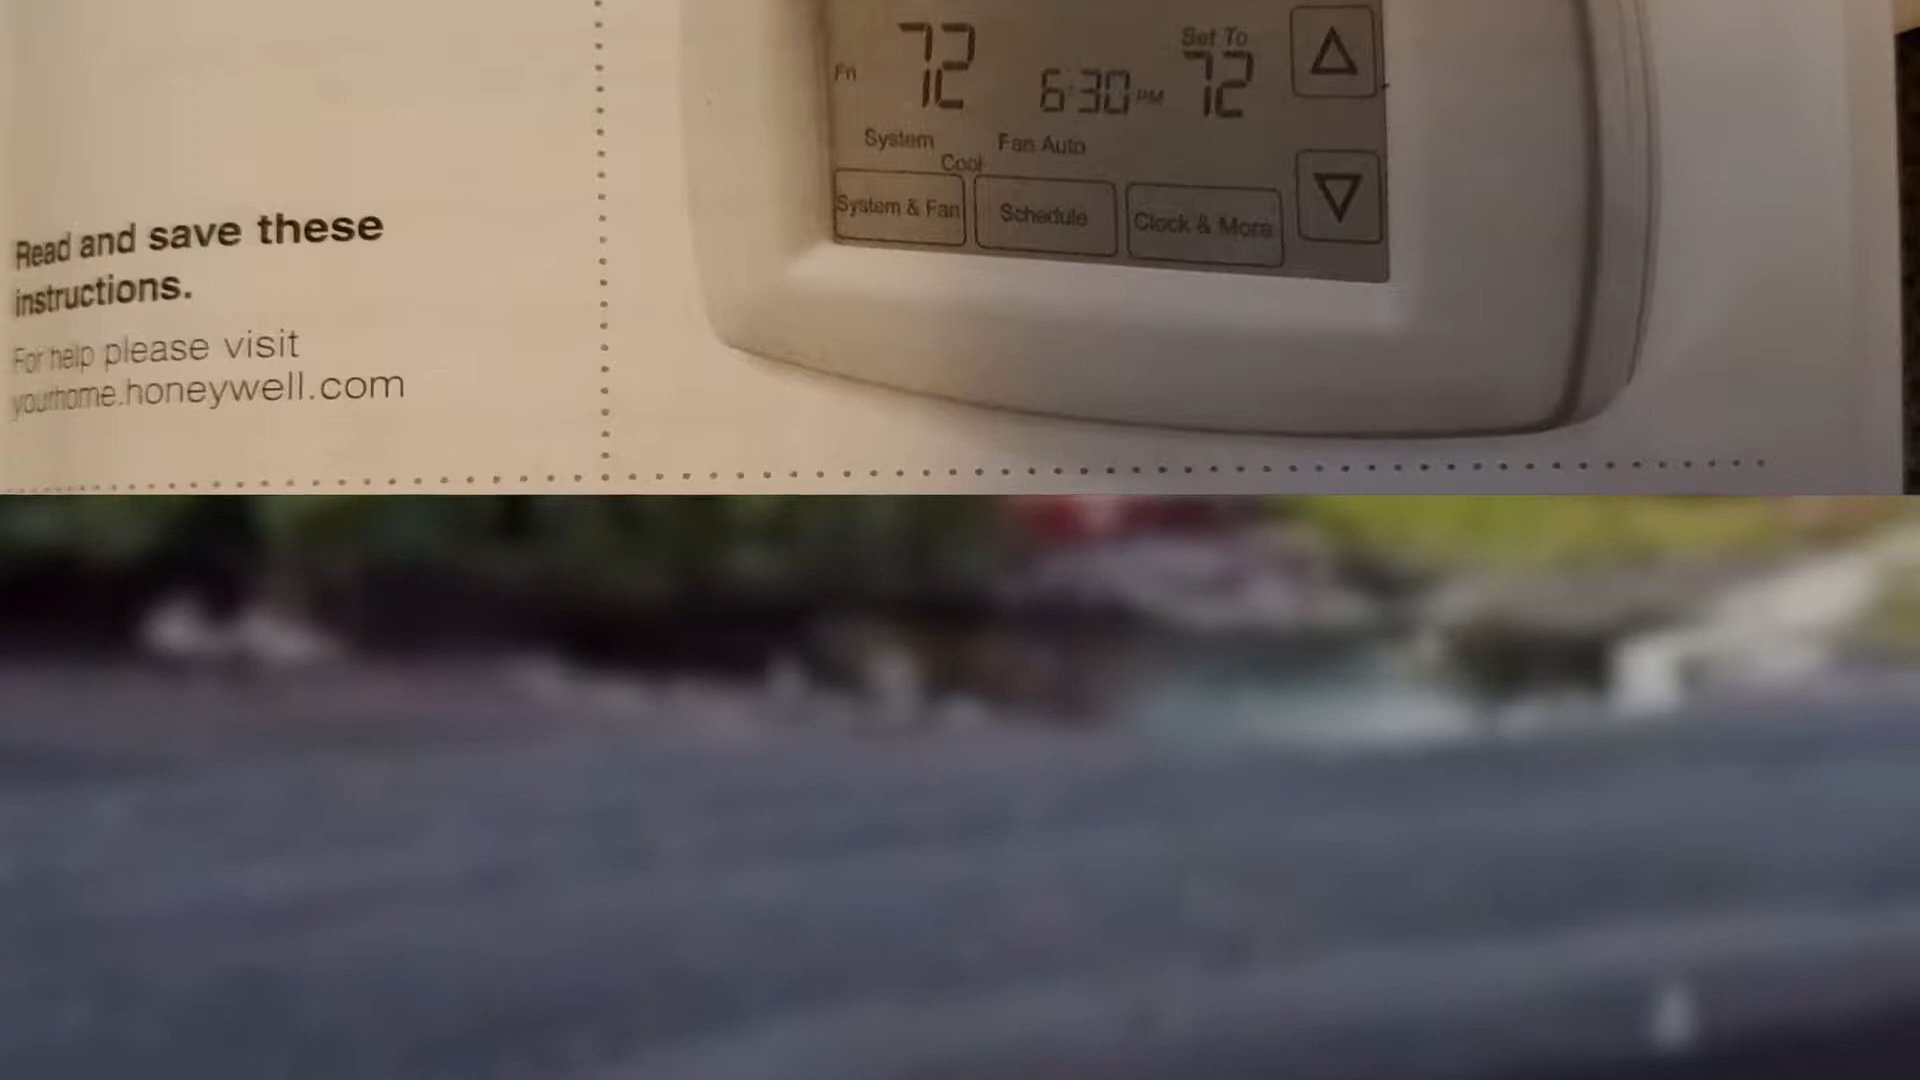 Read and save these
instructions.
For help please visit
yourhome.honeywell.com
Fri 72 6:30 PM Set To 72
System Cool Fan Auto
System & Fan Schedule Clock & More